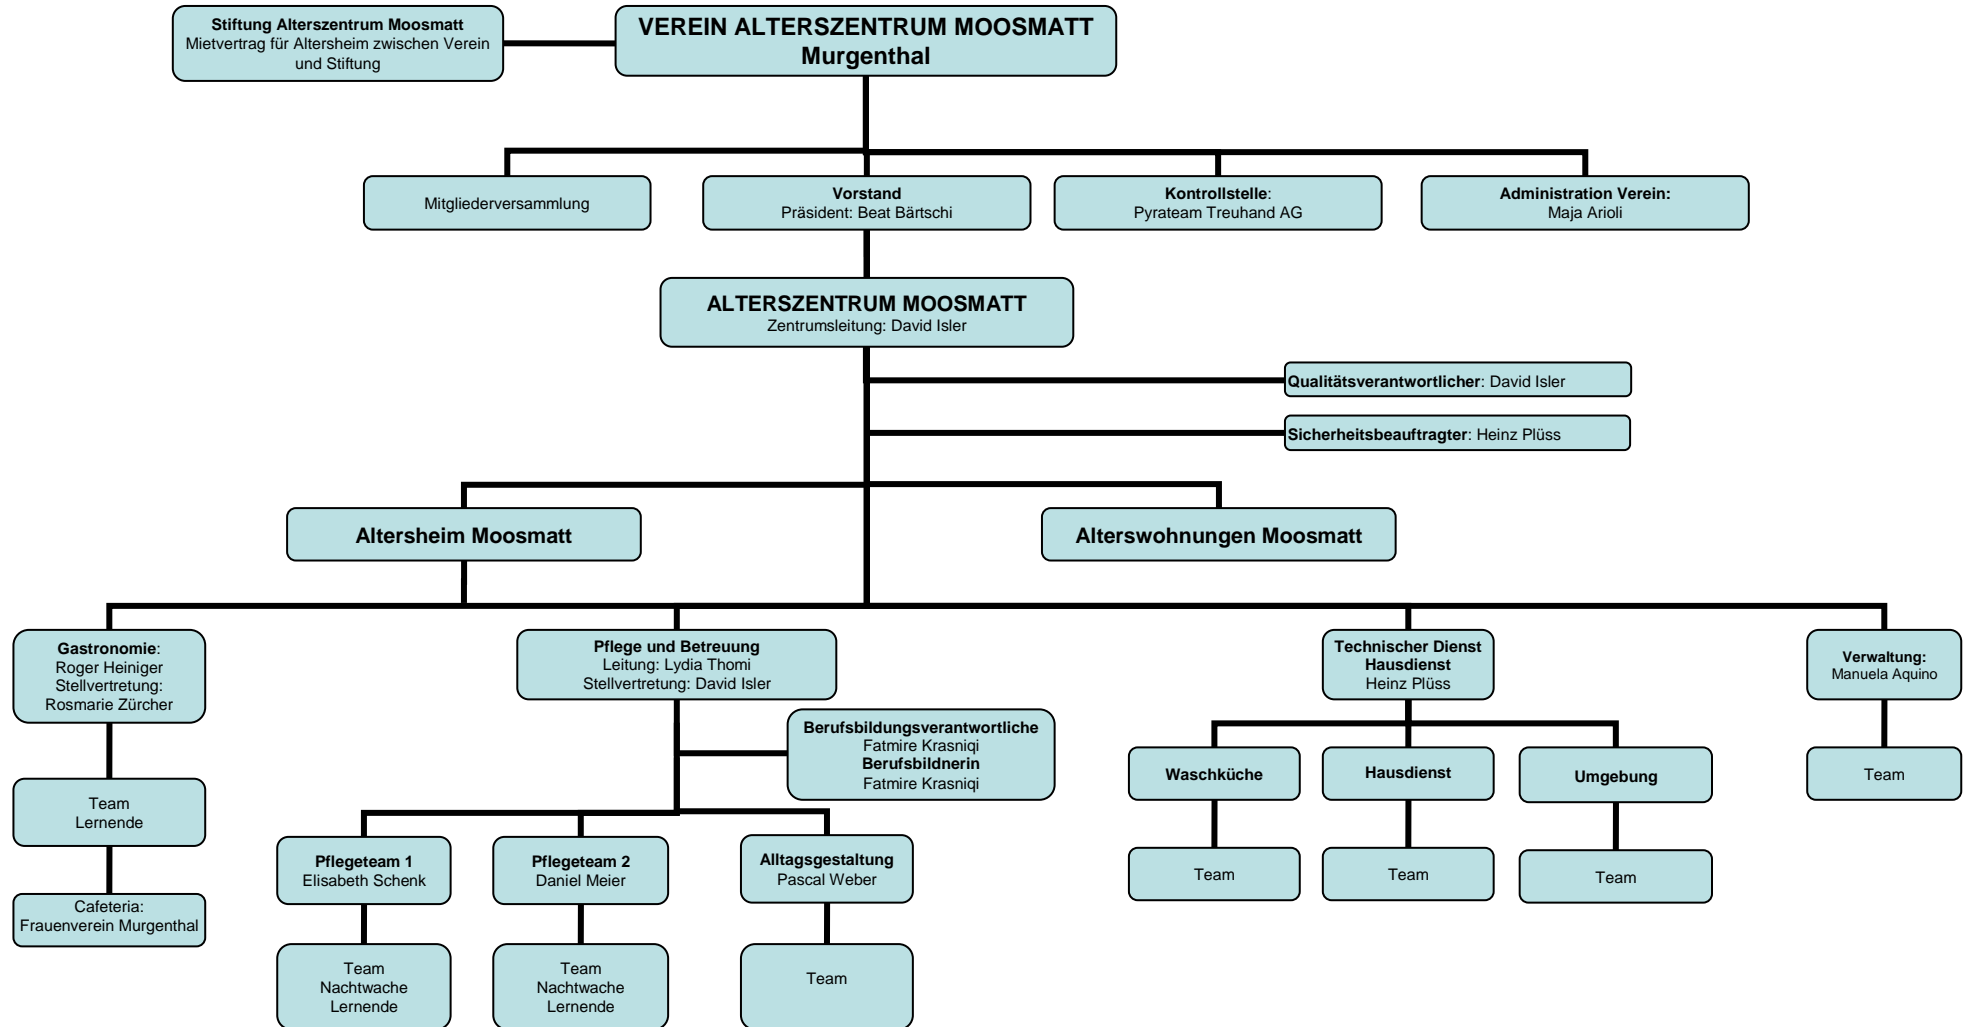 Stiftung Alterszentrum Moosmatt
Mietvertrag für Altersheim zwischen Verein
und Stiftung
VEREIN ALTERSZENTRUM MOOSMATT
Murgenthal
Mitgliederversammlung
Vorstand
Präsident: Beat Bärtschi
Kontrollstelle:
Pyrateam Treuhand AG
Administration Verein:
Maja Arioli
ALTERSZENTRUM MOOSMATT
Zentrumsleitung: David Isler
Qualitätsverantwortlicher: David Isler
Sicherheitsbeauftragter: Heinz Plüss
Altersheim Moosmatt
Alterswohnungen Moosmatt
Gastronomie:
Roger Heiniger
Stellvertretung:
Rosmarie Zürcher
Pflege und Betreuung
Leitung: Lydia Thomi
Stellvertretung: David Isler
Technischer Dienst
Hausdienst
Heinz Plüss
Verwaltung:
Manuela Aquino
Berufsbildungsverantwortliche
Fatmire Krasniqi
Berufsbildnerin
Fatmire Krasniqi
Waschküche
Hausdienst
Umgebung
Team
Team
Lernende
Pflegeteam 1
Elisabeth Schenk
Pflegeteam 2
Daniel Meier
Alltagsgestaltung
Pascal Weber
Team
Team
Team
Cafeteria:
Frauenverein Murgenthal
Team
Nachtwache
Lernende
Team
Nachtwache
Lernende
Team